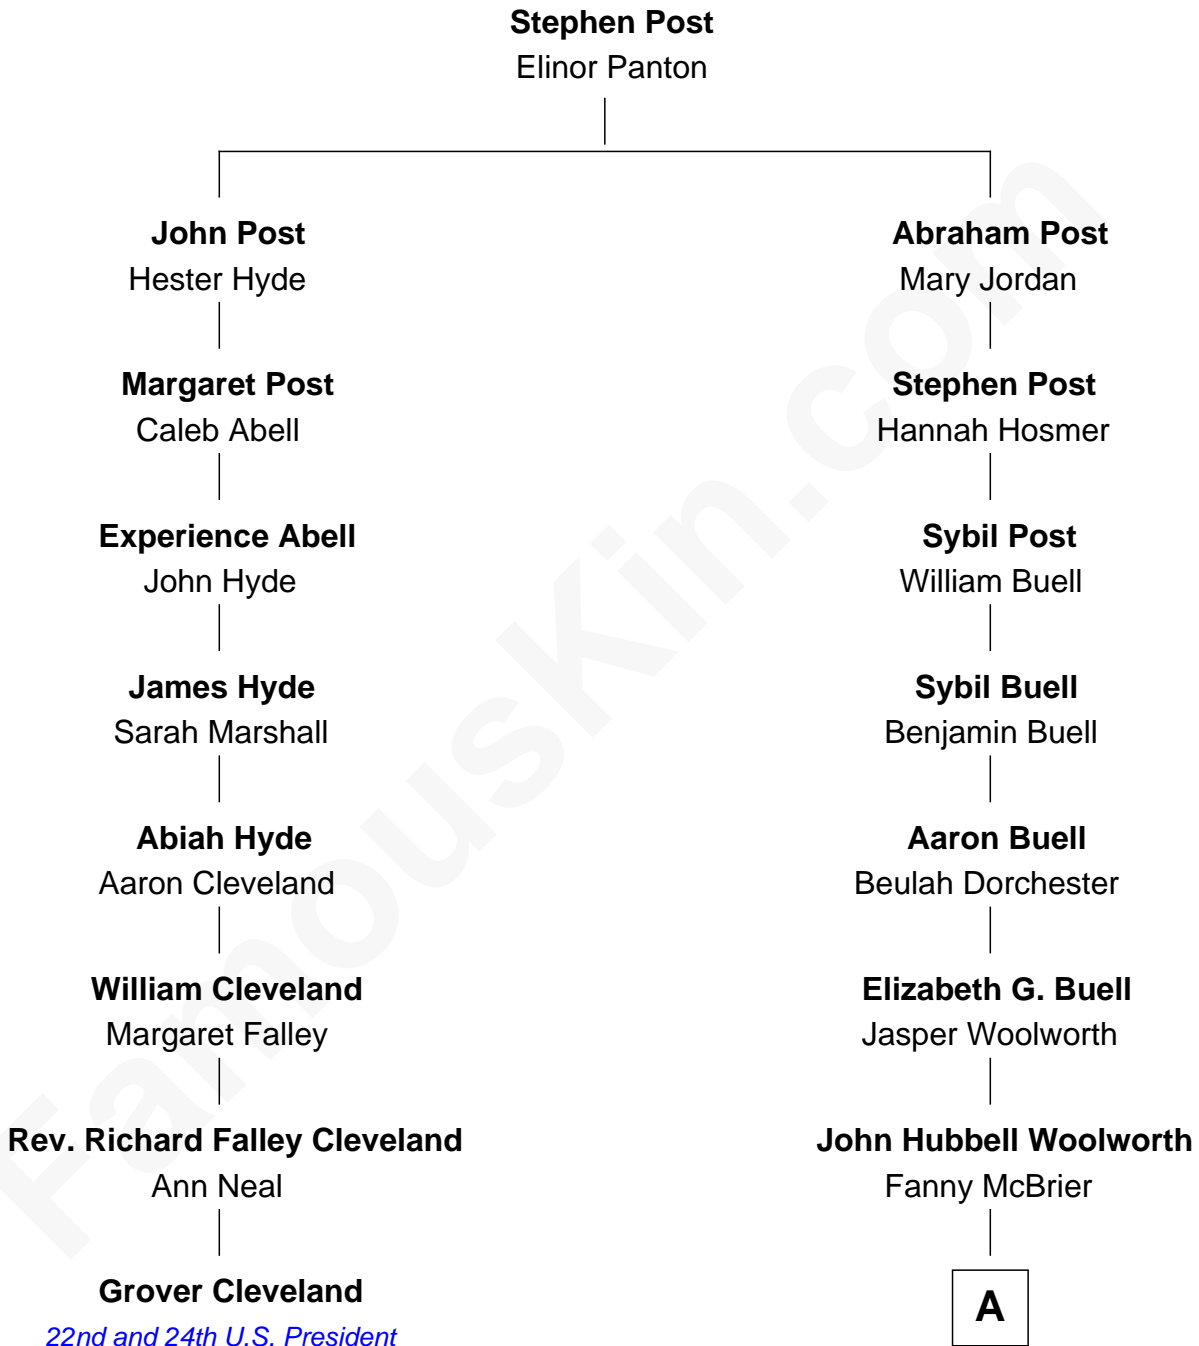 Stephen Post
Elinor Panton
John Post
Hester Hyde
Abraham Post
Mary Jordan
Margaret Post
Caleb Abell
Stephen Post
Hannah Hosmer
Experience Abell
John Hyde
Sybil Post
William Buell
James Hyde
Sarah Marshall
Sybil Buell
Benjamin Buell
Abiah Hyde
Aaron Cleveland
Aaron Buell
Beulah Dorchester
William Cleveland
Margaret Falley
Elizabeth G. Buell
Jasper Woolworth
Rev. Richard Falley Cleveland
Ann Neal
John Hubbell Woolworth
Fanny McBrier
Grover Cleveland
22nd and 24th U.S. President
A
FamousKin.com